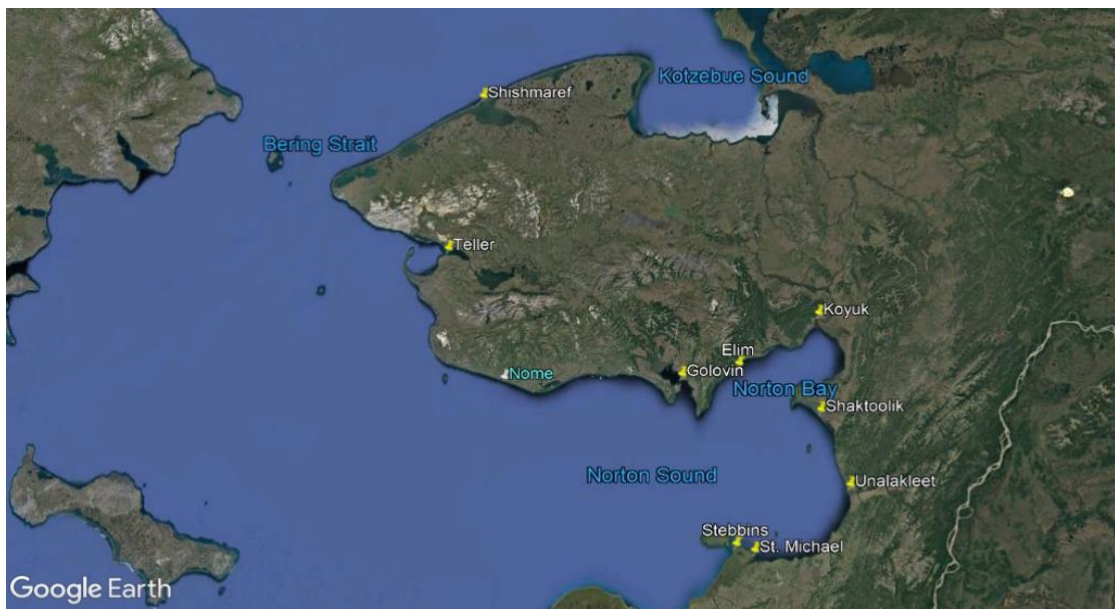 Kotzebue Sound
Shishmaref
Bering Strait
Teller
Koyuk
Elim
Nome
Golovin
Norton Bay
Shaktoolik
Norton Sound
Unalakleet
Stebbins
St. Michael
Google Earth